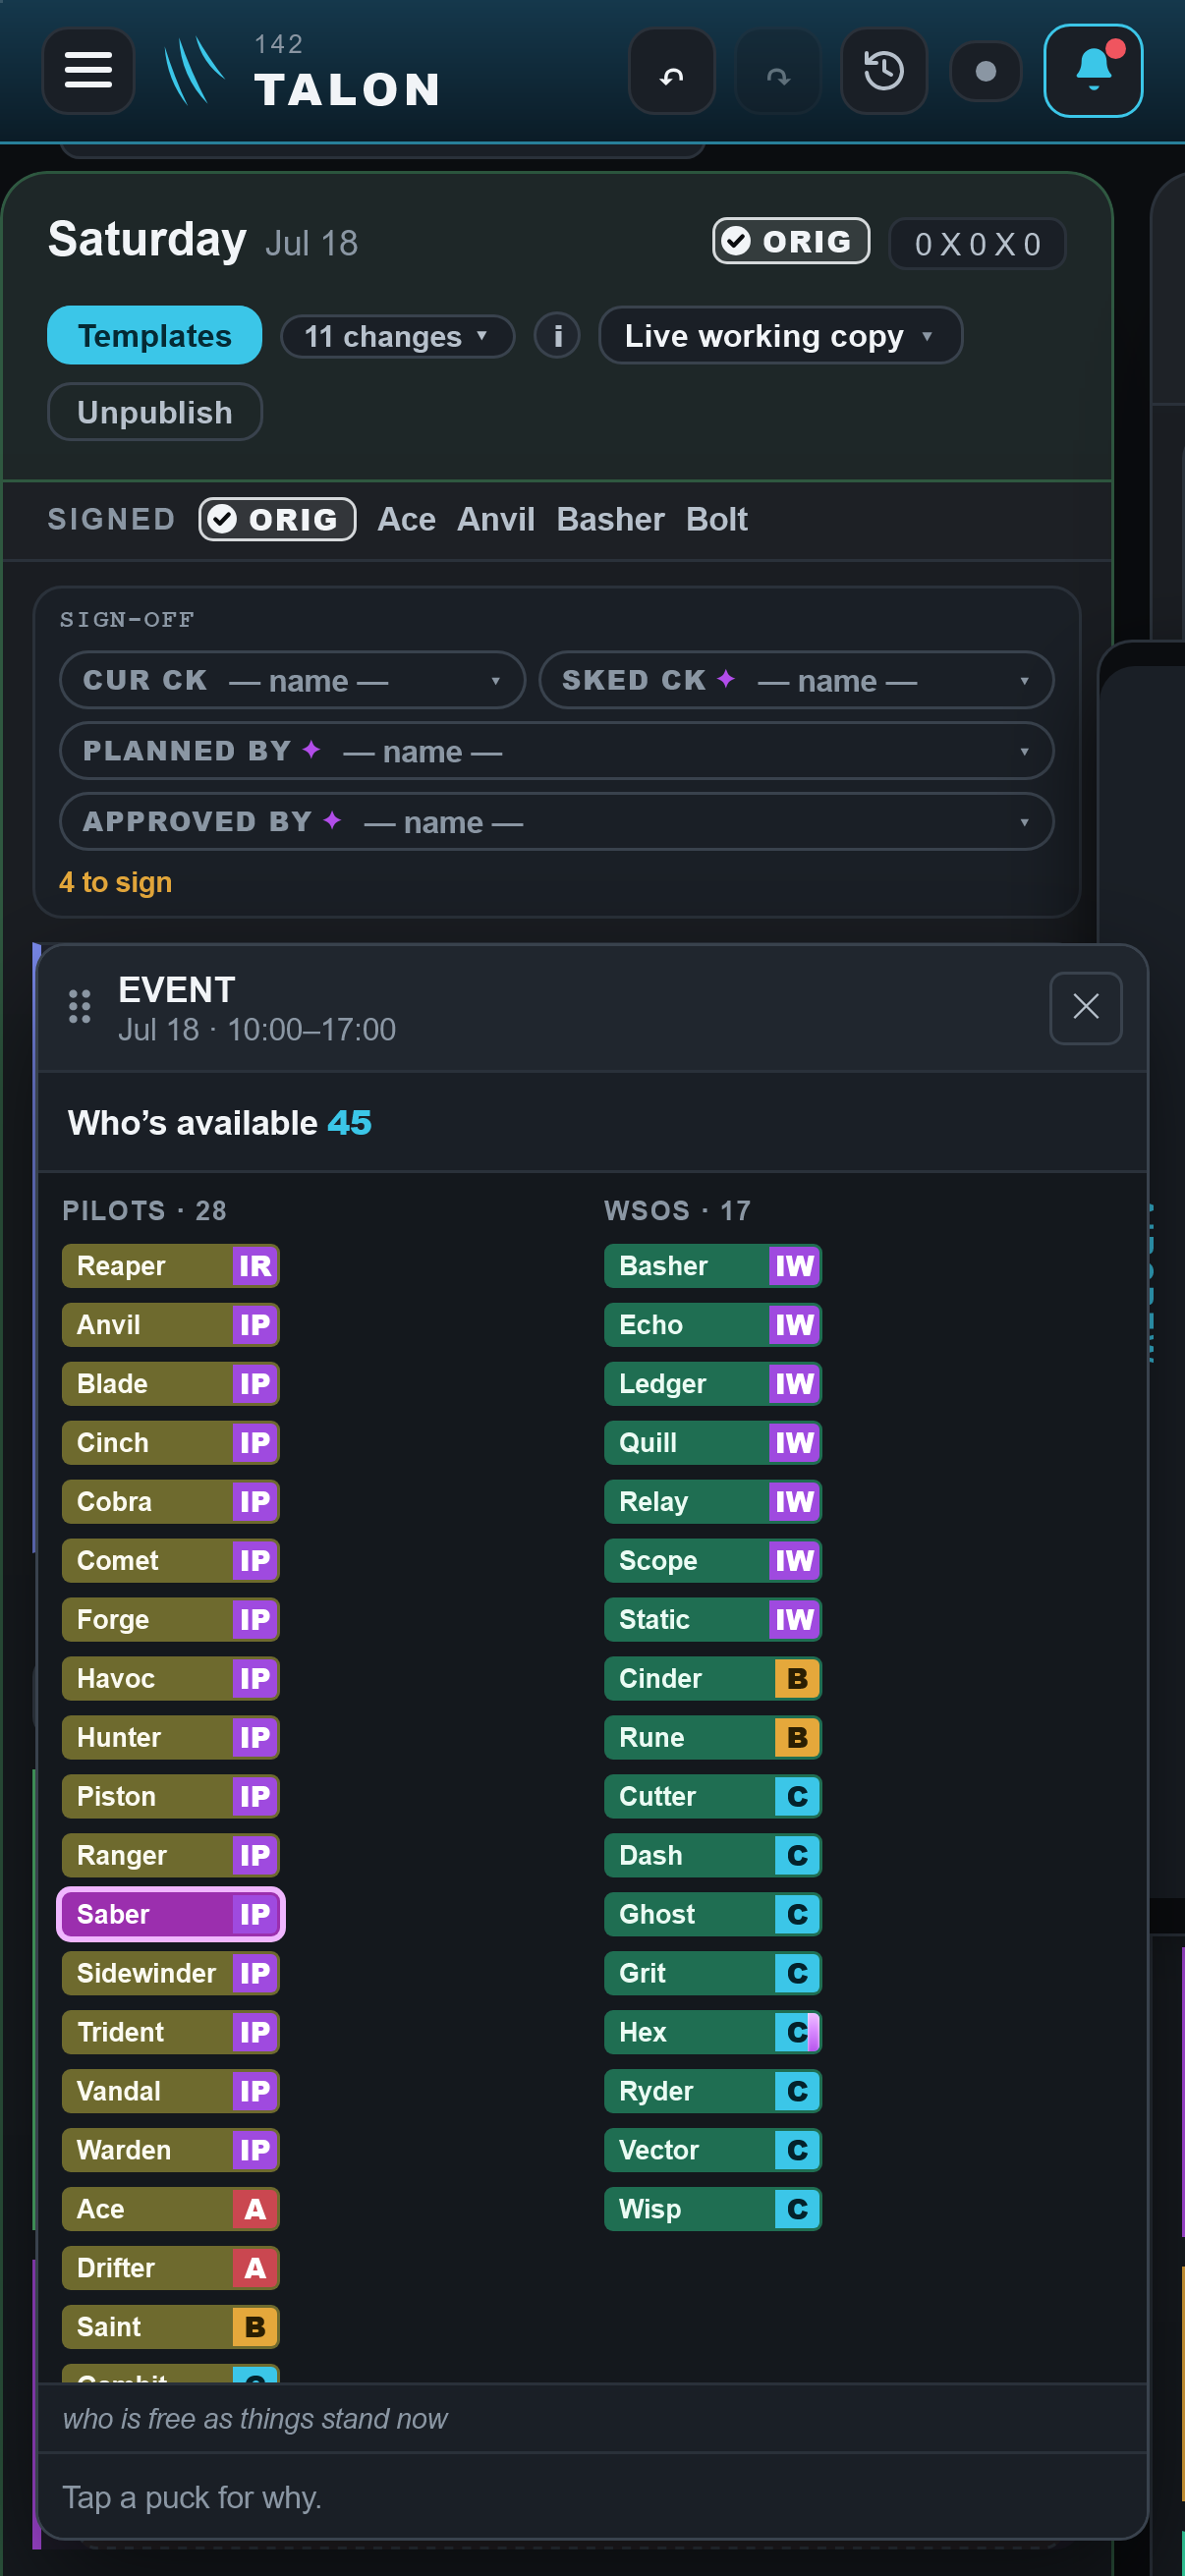 142
TALON
Saturday Jul 18
ORIG
0 X 0 X 0
Templates
11 changes
i
Live working copy
Unpublish
SIGNED ORIG Ace Anvil Basher Bolt
SIGN-OFF
CUR CK — name —
SKED CK — name —
PLANNED BY — name —
APPROVED BY — name —
4 to sign
EVENT
Jul 18 · 10:00–17:00
Who’s available 45
PILOTS · 28
Reaper IR
Anvil IP
Blade IP
Cinch IP
Cobra IP
Comet IP
Forge IP
Havoc IP
Hunter IP
Piston IP
Ranger IP
Saber IP
Sidewinder IP
Trident IP
Vandal IP
Warden IP
Ace A
Drifter A
Saint B
WSOS · 17
Basher IW
Echo IW
Ledger IW
Quill IW
Relay IW
Scope IW
Static IW
Cinder B
Rune B
Cutter C
Dash C
Ghost C
Grit C
Hex C
Ryder C
Vector C
Wisp C
who is free as things stand now
Tap a puck for why.